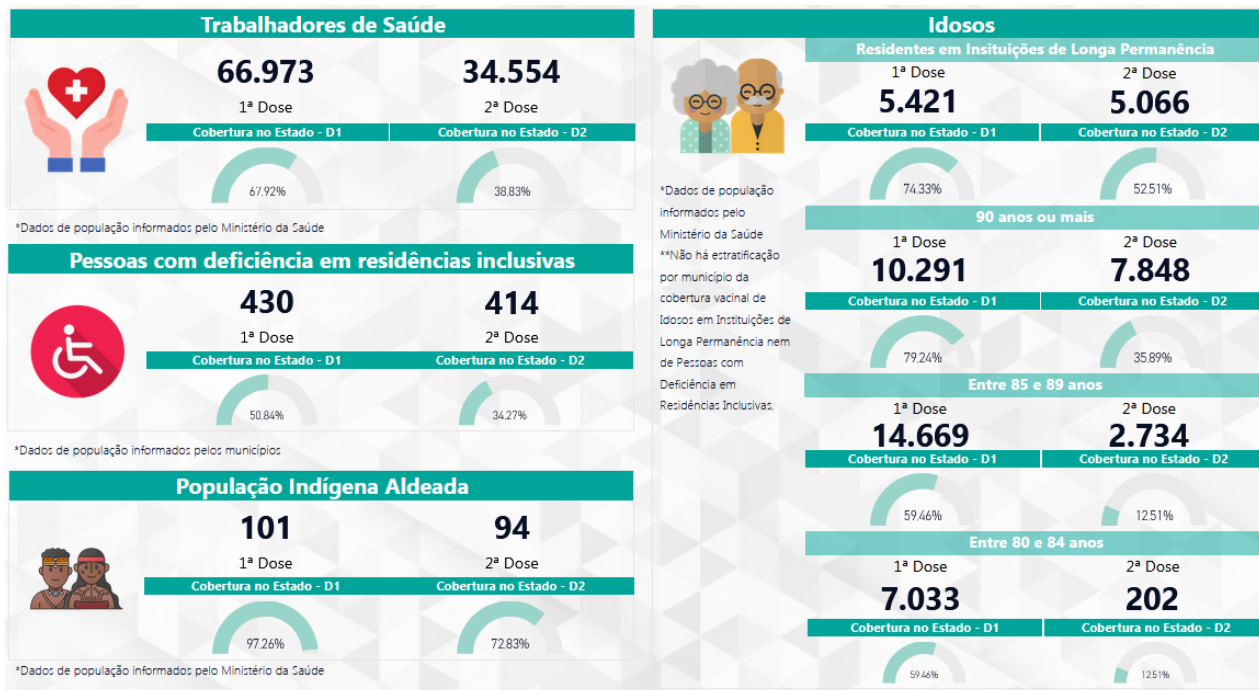 Trabalhadores de Saúde
66.973
34.554
1ª Dose
2ª Dose
Cobertura no Estado - D1
Cobertura no Estado - D2
67,92%
38,83%
*Dados de população informados pelo Ministério da Saúde
Pessoas com deficiência em residências inclusivas
430
414
1ª Dose
2ª Dose
Cobertura no Estado - D1
Cobertura no Estado - D2
50,84%
34,27%
*Dados de população informados pelos municípios
População Indígena Aldeada
101
94
1ª Dose
2ª Dose
Cobertura no Estado - D1
Cobertura no Estado - D2
97.26%
72.83%
*Dados de população informados pelo Ministério da Saúde
Idosos
Residentes em Insituições de Longa Permanência
1ª Dose
2ª Dose
5.421
5.066
Cobertura no Estado - D1
Cobertura no Estado - D2
74.33%
52.51%
*Dados de população
informados pelo
Ministério da Saúde
**Não há estratificação
por município da
cobertura vacinal de
Idosos em Instituições de
Longa Permanência nem
de Pessoas com
Deficiência em
Residências Inclusivas,
90 anos ou mais
1ª Dose
2ª Dose
10.291
7.848
Cobertura no Estado - D1
Cobertura no Estado - D2
79.24%
35.89%
Entre 85 e 89 anos
1ª Dose
2ª Dose
14.669
2.734
Cobertura no Estado - D1
Cobertura no Estado - D2
59.46%
12.51%
Entre 80 e 84 anos
1ª Dose
2ª Dose
7.033
202
Cobertura no Estado - D1
Cobertura no Estado - D2
59.46%
12.51%